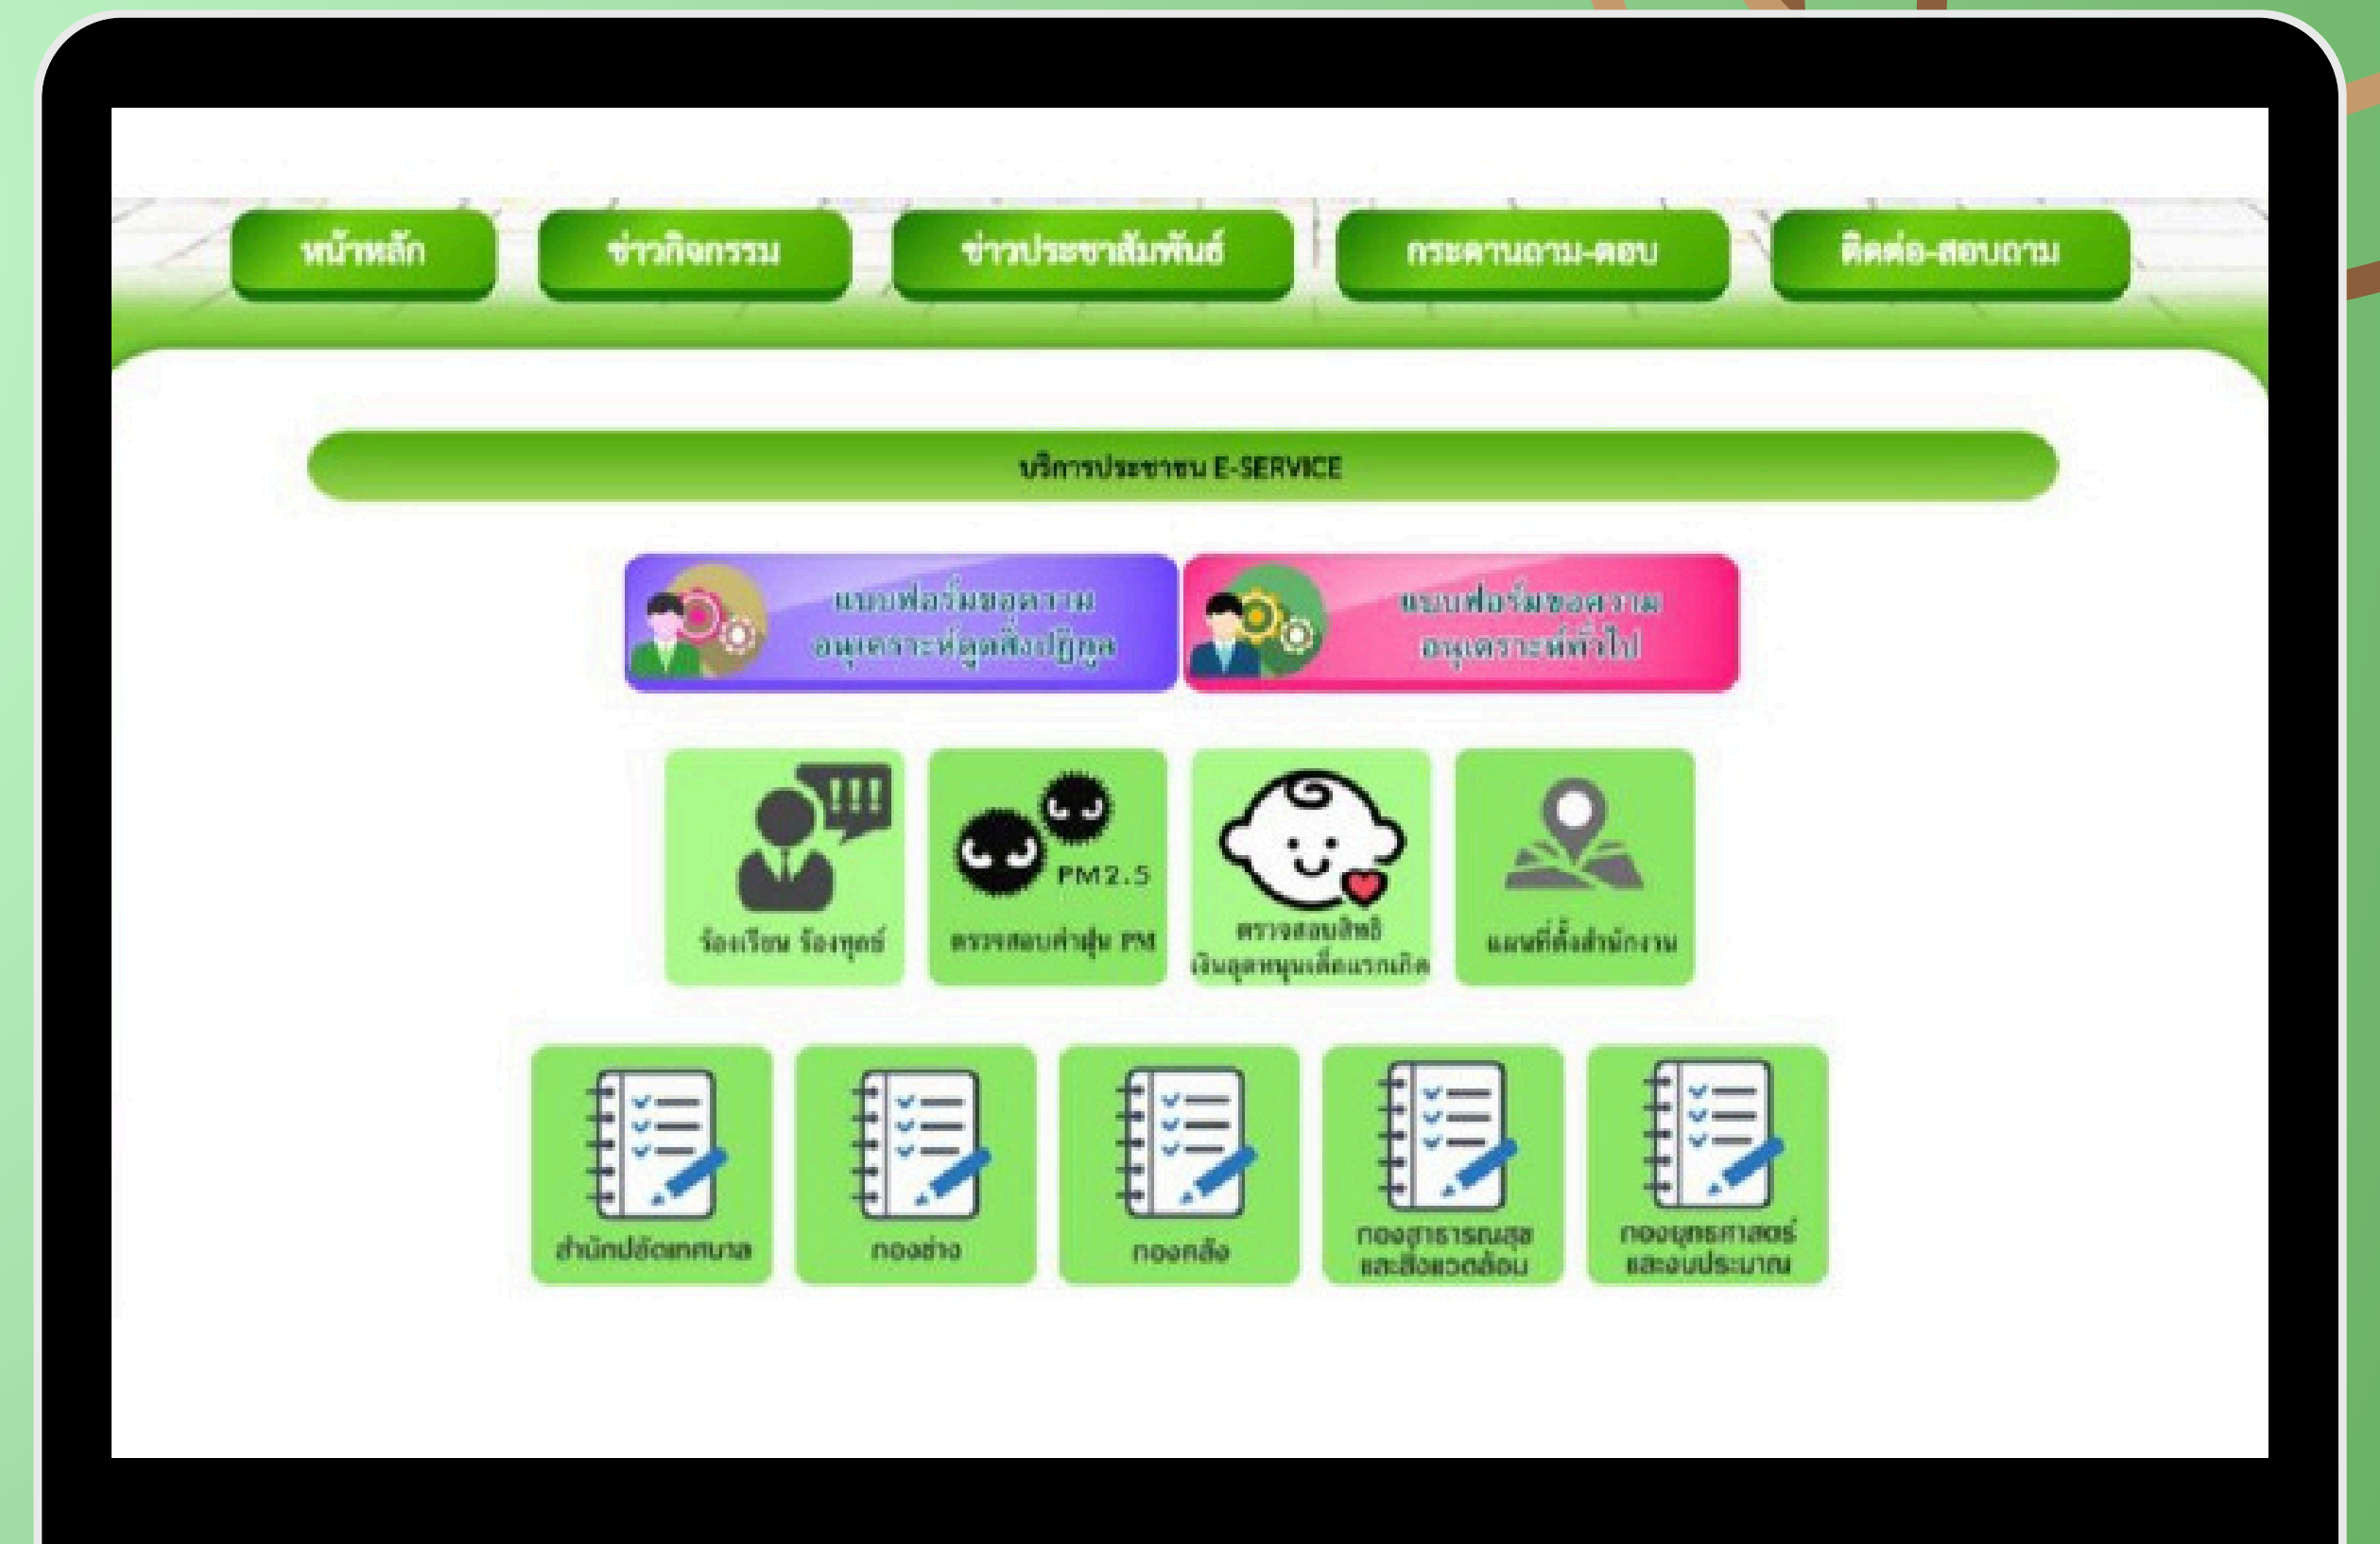 หน้าหลัก
ข่าวกิจกรรม
ข่าวประชาสัมพันธ์
กระดานถาม-ตอบ
ติดต่อ-สอบถาม
บริการประชาชน E-SERVICE
แบบฟอร์มขอความ
อนุเคราะห์ดูดสิ่งปฏิกูล
แบบฟอร์มขอความ
อนุเคราะห์ทั่วไป
!!!
ร้องเรียน ร้องทุกข์
PM2.5
ตรวจสอบค่าฝุ่น PM
ตรวจสอบสิทธิ
เงินอุดหนุนเด็กแรกเกิด
แผนที่ตั้งสำนักงาน
สำนักปลัดเทศบาล
กองช่าง
กองคลัง
กองสาธารณสุข
และสิ่งแวดล้อม
กองยุทธศาสตร์
และงบประมาณ